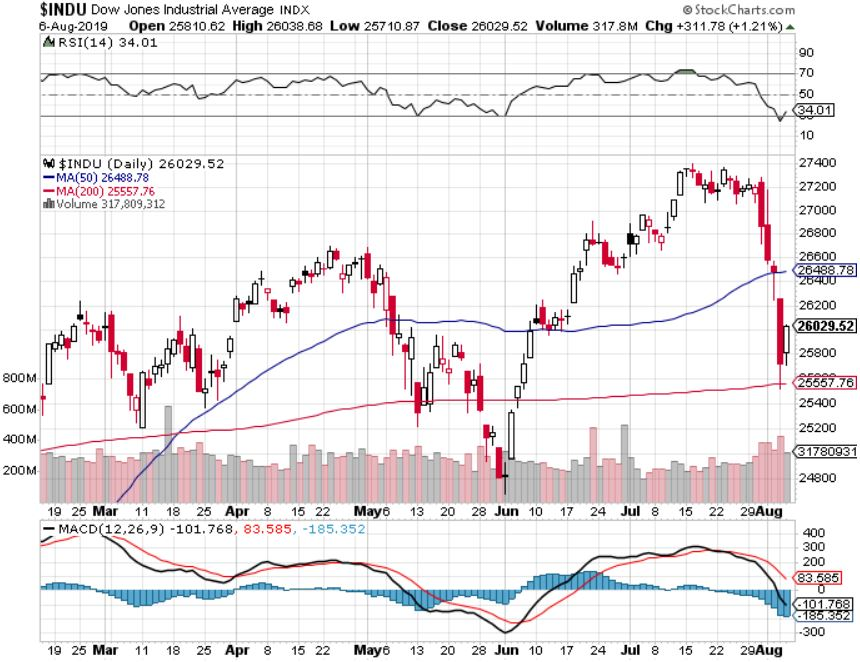 $INDU Dow Jones Industrial Average INDX © StockCharts.com
6-Aug-2019 Open 25810.62 High 26038.68 Low 25710.87 Close 26029.52 Volume 317.8M Chg +311.78 (+1.21%)
RSI(14) 34.01
90
70
50
34.01
10
$INDU (Daily) 26029.52
MA(50) 26488.78
MA(200) 25557.76
Volume 317,809,312
27400
27200
27000
26800
26600
26488.78
26400
26200
26029.52
25800
25557.76
25400
25200
31780931
24800
800M
600M
400M
200M
19 25 Mar 11 18 25 Apr 8 15 22 May 6 13 20 28 Jun 10 17 24 Jul 8 15 22 29 Aug
MACD(12,26,9) -101.768, 83.585, -185.352
400
300
200
83.585
0
-101.768
-185.352
-300
19 25 Mar 11 18 25 Apr 8 15 22 May 6 13 20 28 Jun 10 17 24 Jul 8 15 22 29 Aug